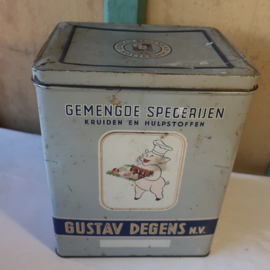 GEMENGDE SPECERIJEN
KRUIDEN EN HULPSTOFFEN
GUSTAV DEGENS N.V.